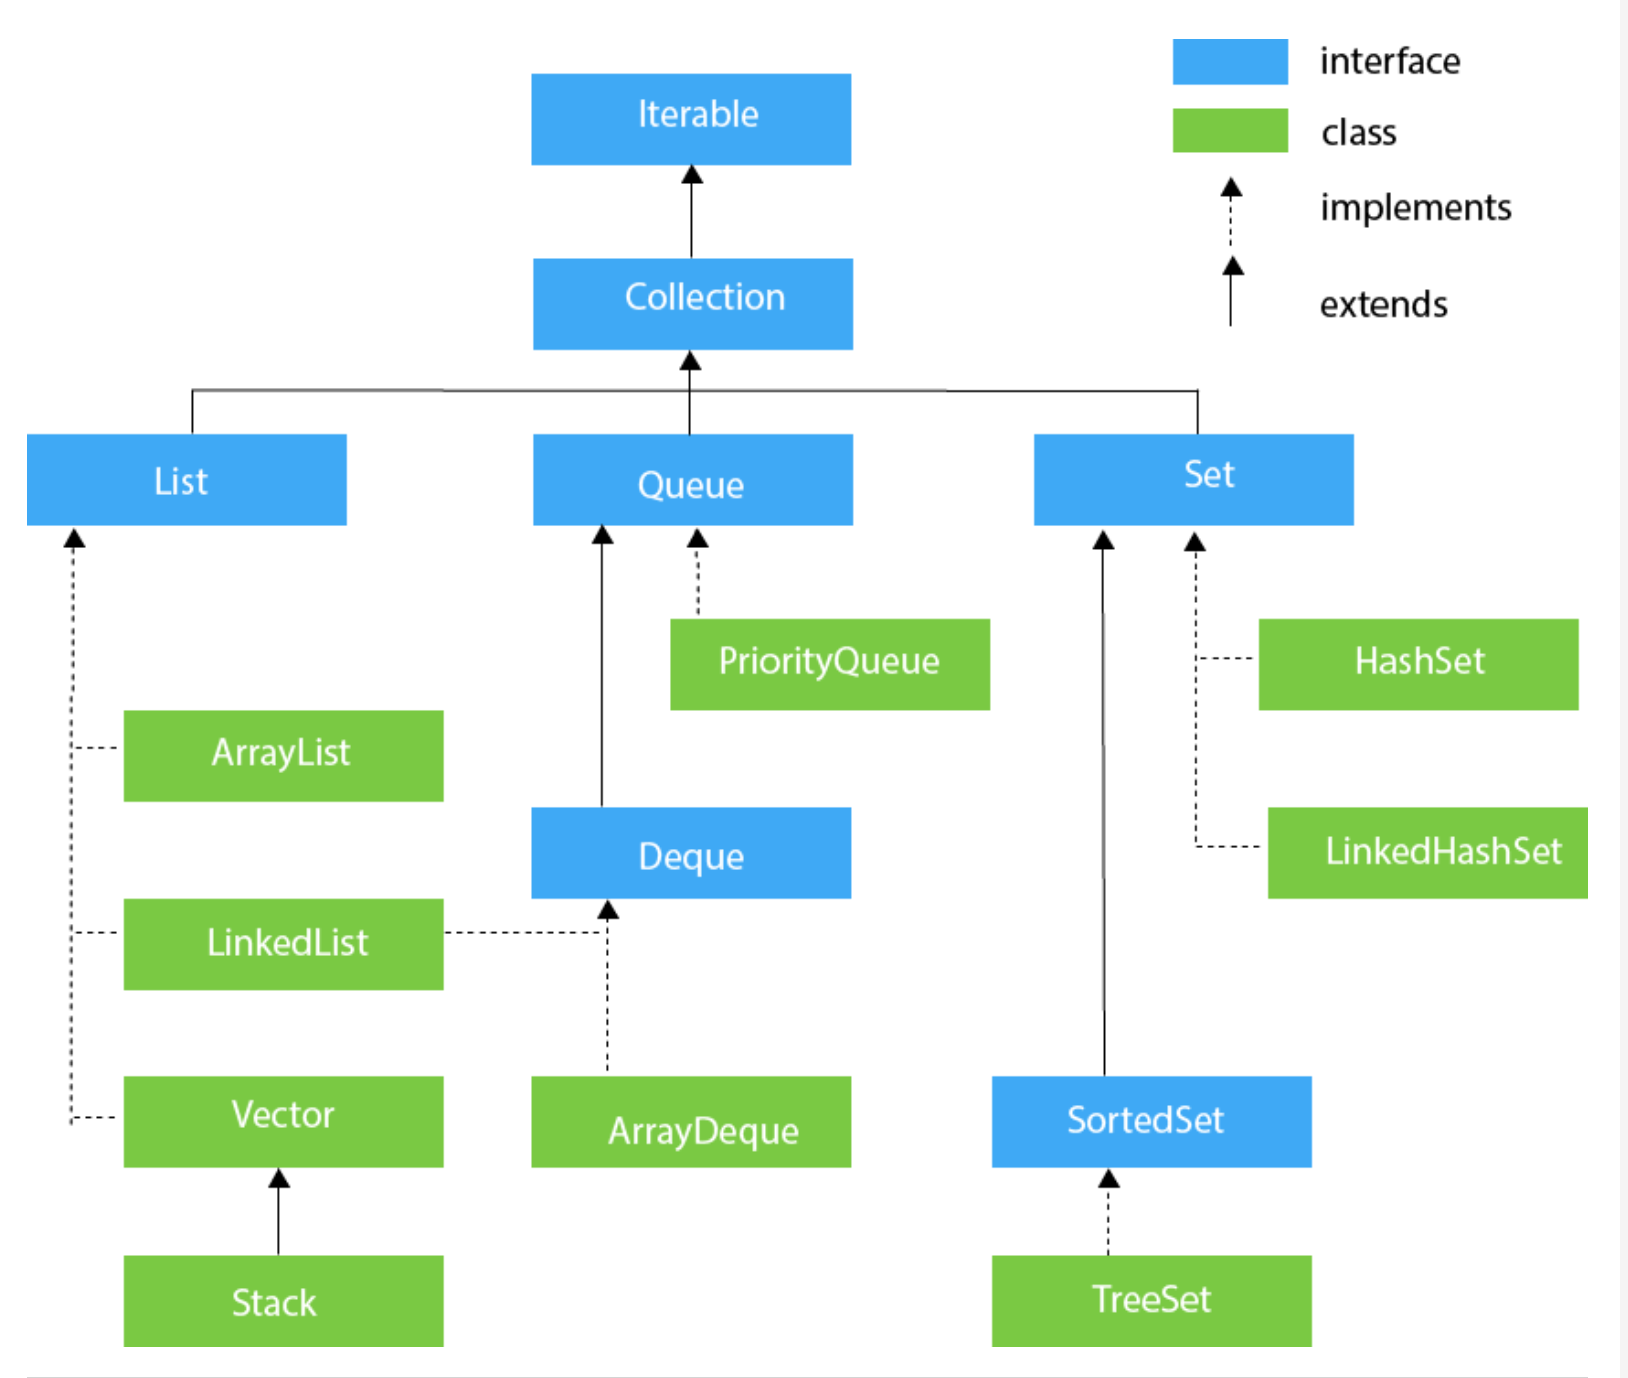 interface
Iterable
class
implements
Collection
extends
List
Queue
Set
PriorityQueue
HashSet
ArrayList
Deque
LinkedHashSet
LinkedList
Vector
ArrayDeque
SortedSet
Stack
TreeSet